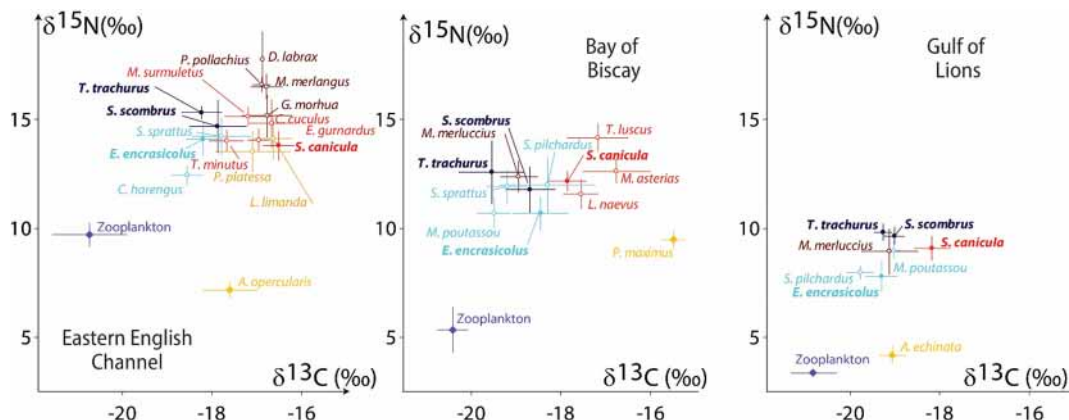 δ15N(‰)
D. labrax
P. pollachius
M. merlangus
M. surmuletus
T. trachurus
G. morhua
C. cuculus
S. scombrus
E. gurnardus
S. sprattus
S. canicula
E. encrasicolus
T. minutus
P. platessa
C. harengus
L. limanda
Zooplankton
A. opercularis
Eastern English
Channel
δ13C (‰)
15
10
5
-20
-18
-16
δ15N(‰)
Bay of
Biscay
T. luscus
S. scombrus
M. merluccius
S. pilchardus
S. canicula
T. trachurus
M. asterias
S. sprattus
L. naevus
M. poutassou
E. encrasicolus
P. maximus
Zooplankton
δ13C (‰)
15
10
5
-20
-18
-16
δ15N(‰)
Gulf of
Lions
T. trachurus
S. scombrus
M. merluccius
S. canicula
S. pilchardus
M. poutassou
E. encrasicolus
A. echinata
Zooplankton
δ13C (‰)
15
10
5
-20
-18
-16